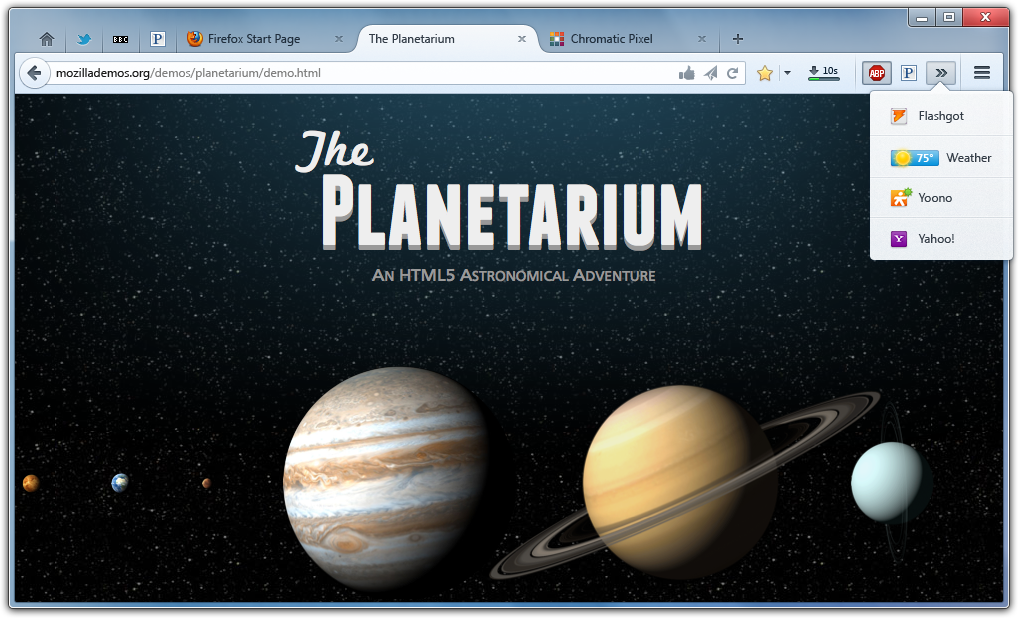 BBC
P
Firefox Start Page
The Planetarium
Chromatic Pixel
mozillademos.org/demos/planetarium/demo.html
10s
ABP
P
Flashgot
75° Weather
Yoono
Y Yahoo!
The
PLANETARIUM
AN HTML5 ASTRONOMICAL ADVENTURE